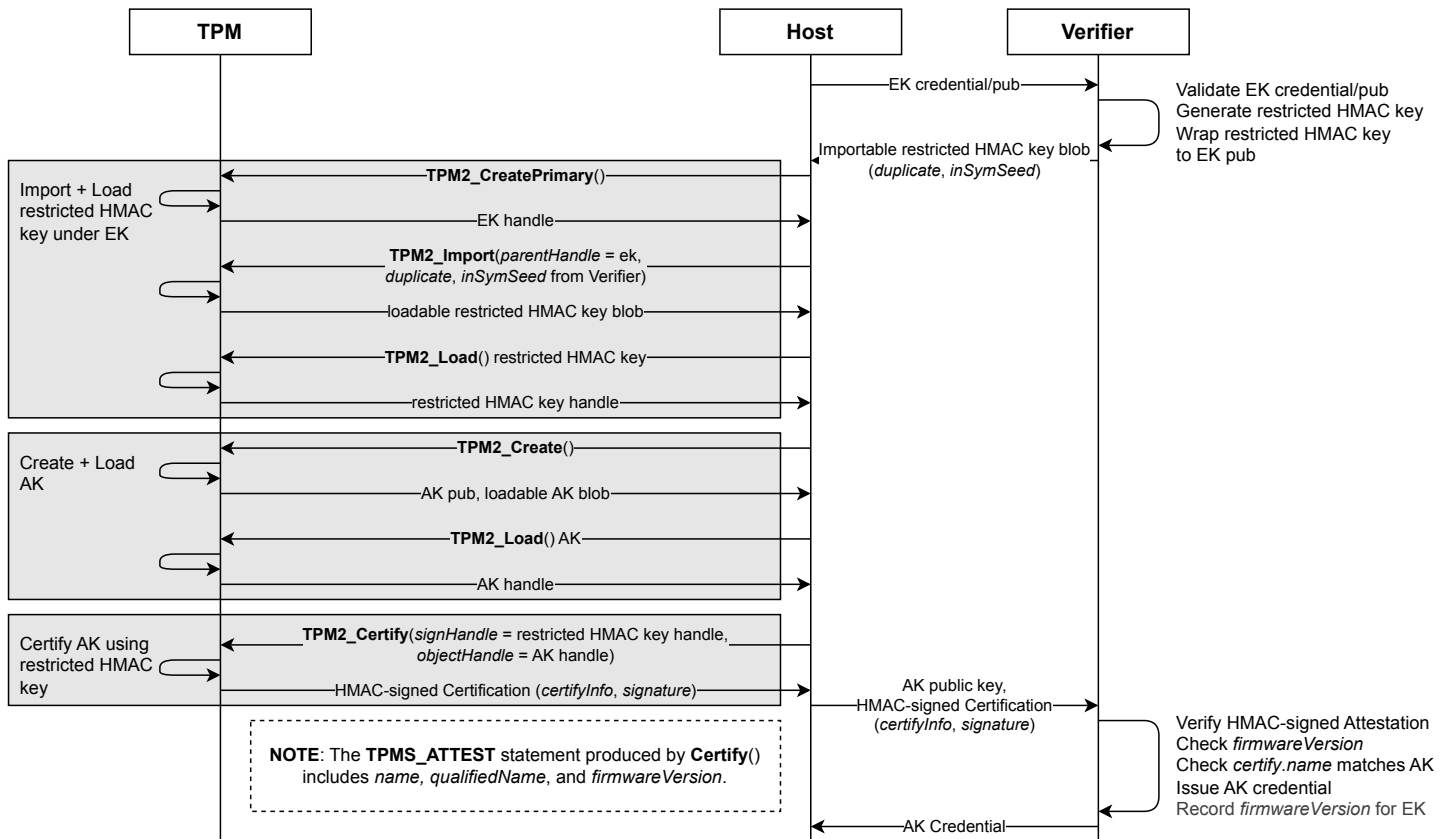 TPM
Host
Verifier
EK credential/pub
Validate EK credential/pub
Generate restricted HMAC key
Wrap restricted HMAC key
to EK pub
Importable restricted HMAC key blob
(duplicate, inSymSeed)
Import + Load
restricted HMAC
key under EK
TPM2_CreatePrimary()
EK handle
TPM2_Import(parentHandle = ek,
duplicate, inSymSeed from Verifier)
loadable restricted HMAC key blob
TPM2_Load() restricted HMAC key
restricted HMAC key handle
Create + Load
AK
TPM2_Create()
AK pub, loadable AK blob
TPM2_Load() AK
AK handle
Certify AK using
restricted HMAC
key
TPM2_Certify(signHandle = restricted HMAC key handle,
objectHandle = AK handle)
HMAC-signed Certification (certifyInfo, signature)
AK public key,
HMAC-signed Certification
(certifyInfo, signature)
NOTE: The TPMS_ATTEST statement produced by Certify()
includes name, qualifiedName, and firmwareVersion.
Verify HMAC-signed Attestation
Check firmwareVersion
Check certify.name matches AK
Issue AK credential
Record firmwareVersion for EK
AK Credential